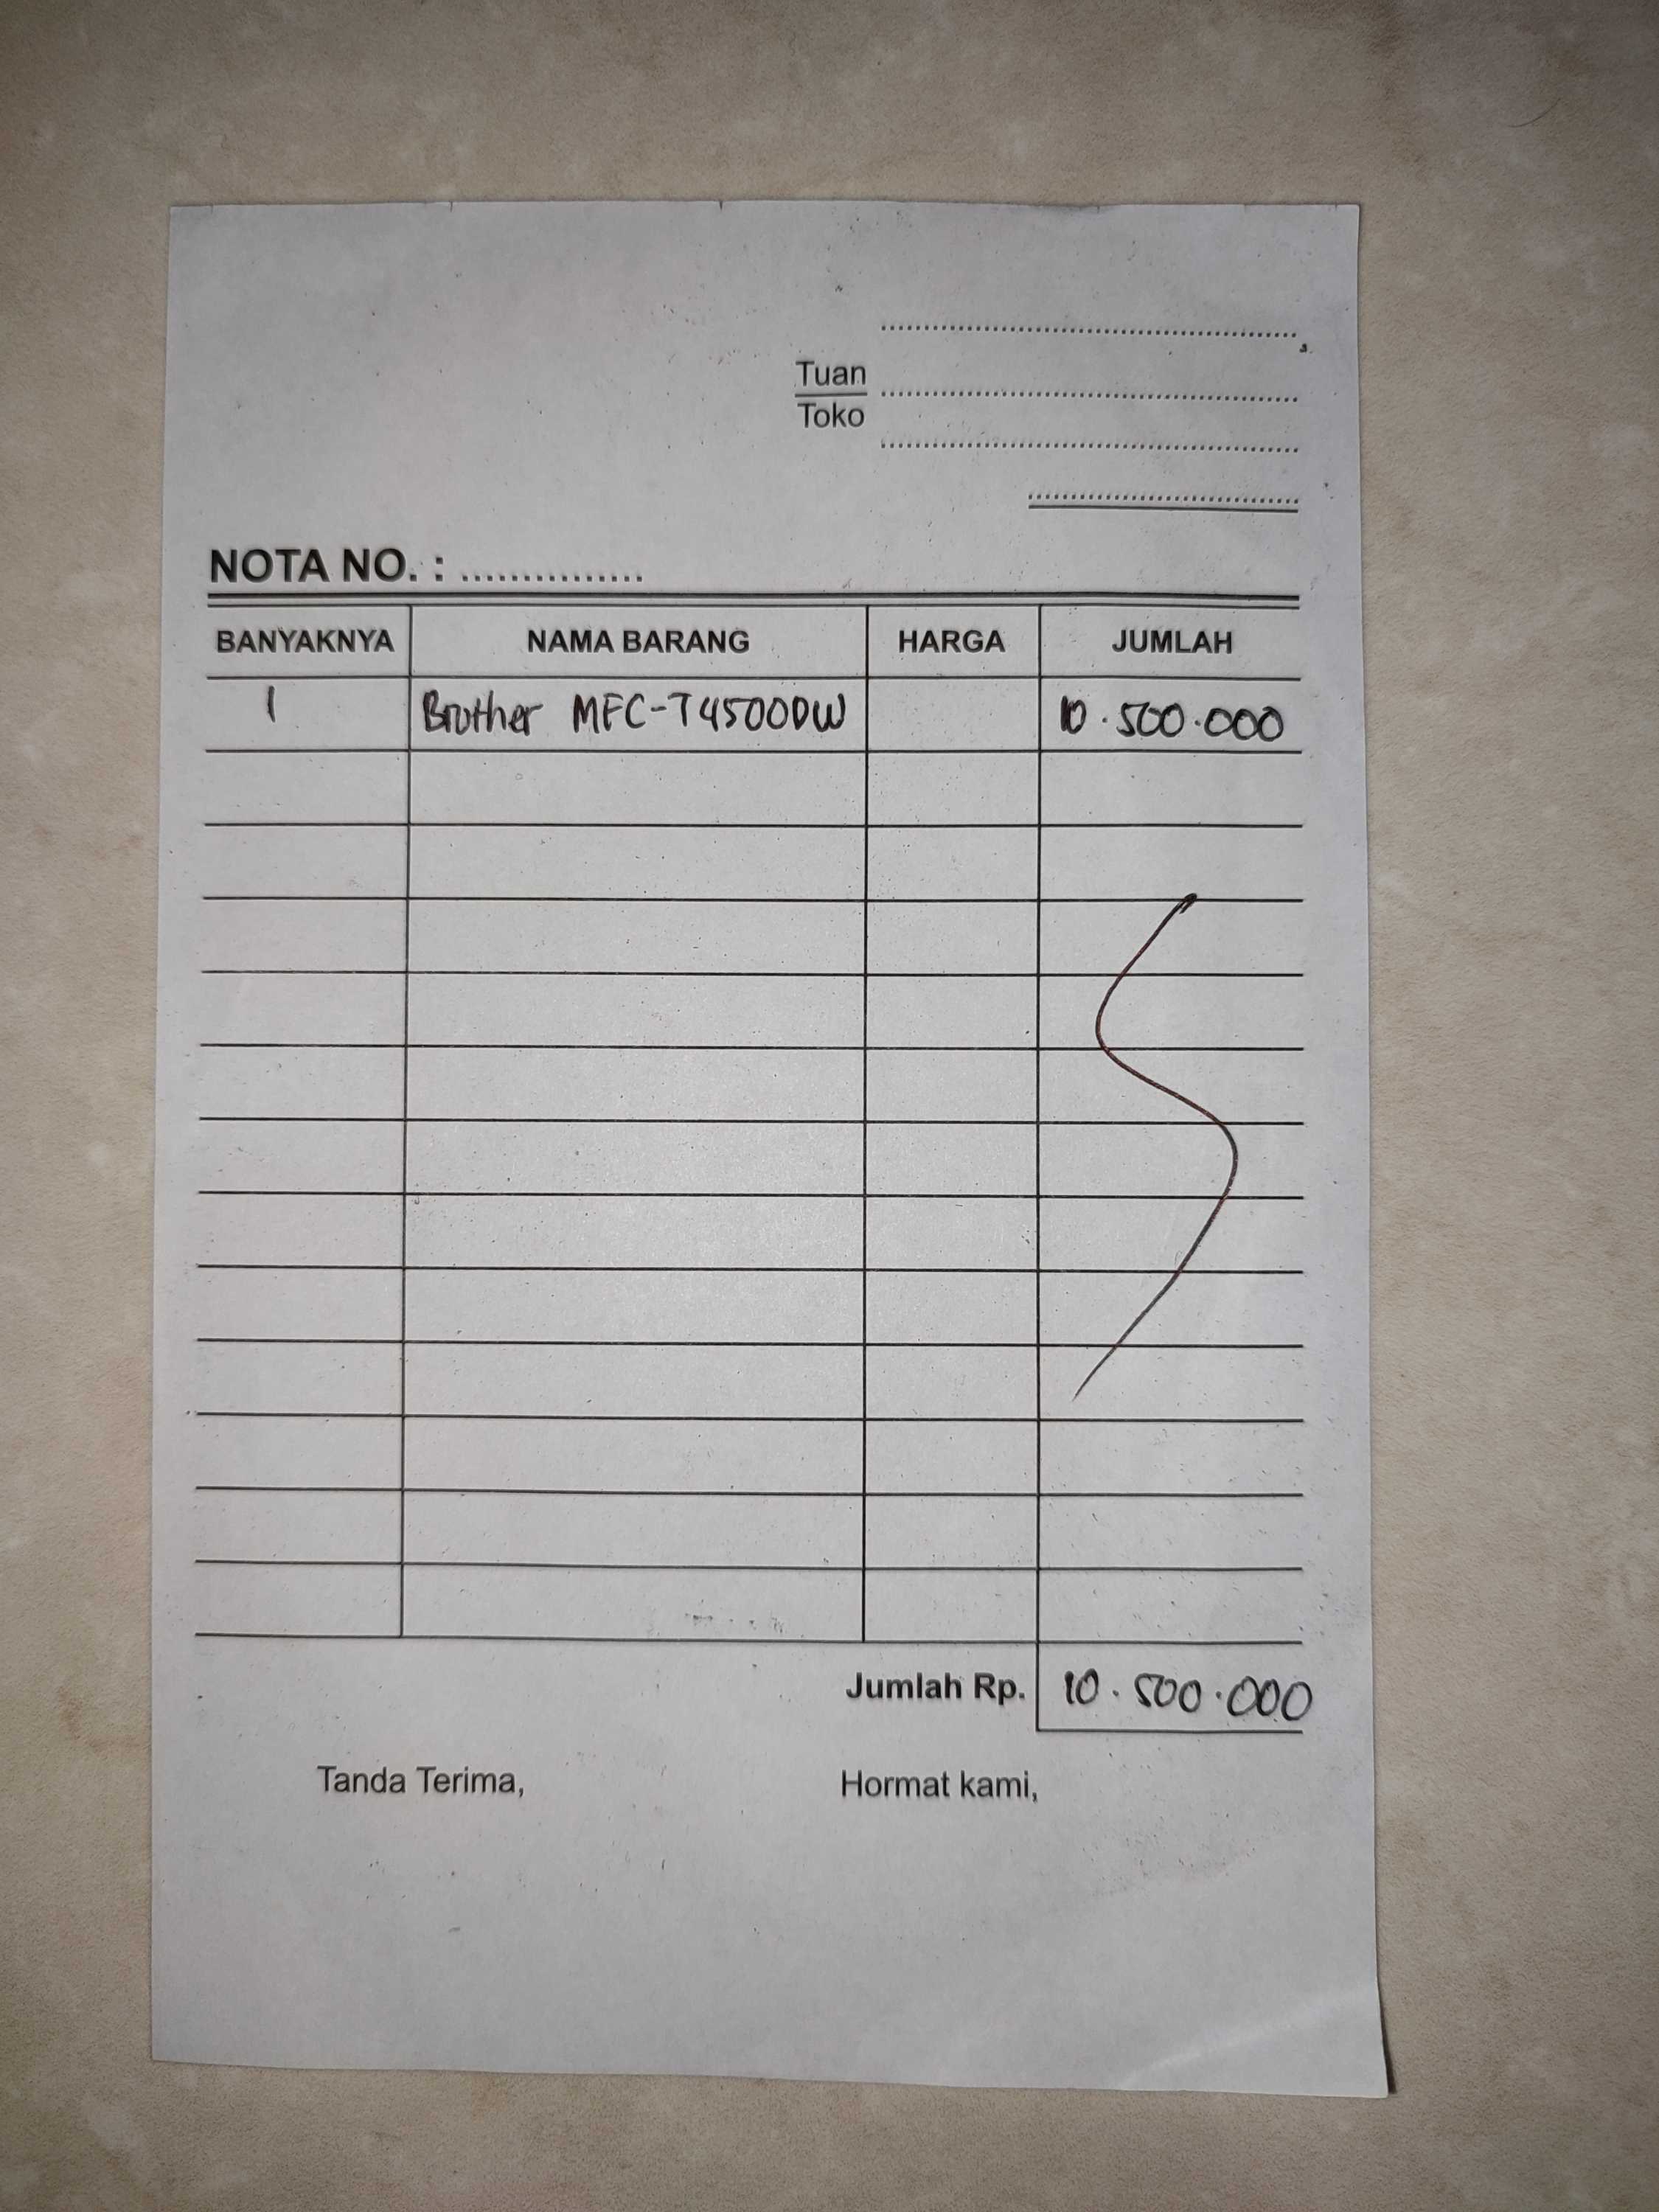 Tuan
Toko
NOTA NO. : ...............
BANYAKNYA NAMA BARANG HARGA JUMLAH
1 Brother MFC-T4500DW 10.500.000
Jumlah Rp. 10.500.000
Tanda Terima, Hormat kami,